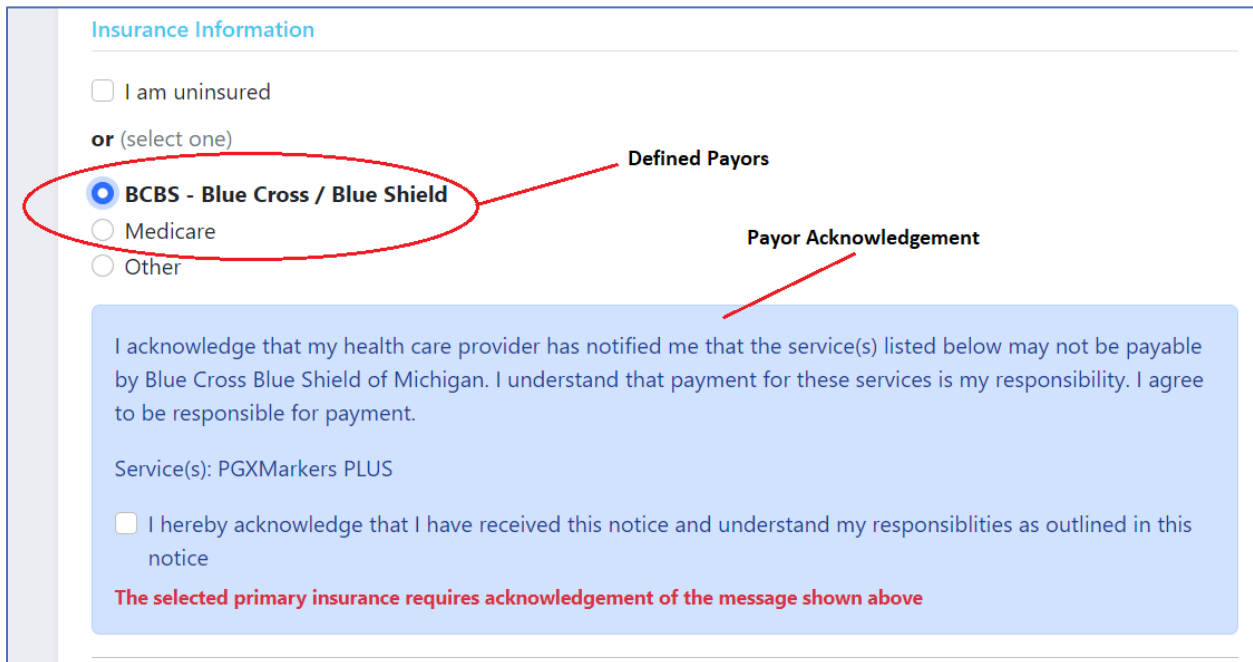 Insurance Information
I am uninsured
or (select one)
Defined Payors
BCBS - Blue Cross / Blue Shield
Medicare
Payor Acknowledgement
Other
I acknowledge that my health care provider has notified me that the service(s) listed below may not be payable
by Blue Cross Blue Shield of Michigan. I understand that payment for these services is my responsibility. I agree
to be responsible for payment.
Service(s): PGXMarkers PLUS
I hereby acknowledge that I have received this notice and understand my responsiblities as outlined in this
notice
The selected primary insurance requires acknowledgement of the message shown above